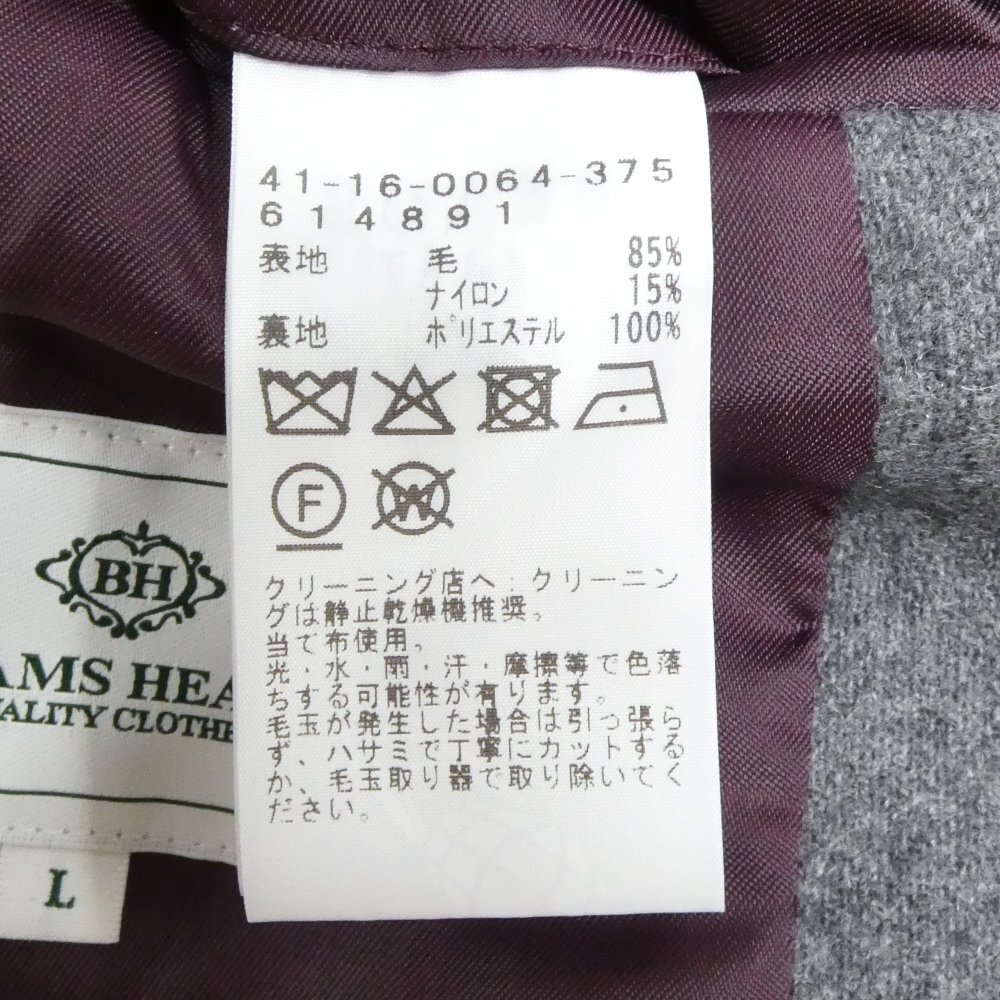 41-16-0064-375
614891
表地 毛 85%
ナイロン 15%
裏地 ポリエステル 100%
F
W
クリーニング店へ:クリーニン
グは静止乾燥機推奨。
当て布使用。
光・水・雨・汗・摩擦等で色落
ちする可能性が有ります。
毛玉が発生した場合は引っ張ら
ず、ハサミで丁寧にカットする
か、毛玉取り器で取り除いてく
ださい。
BH
AMS HEA
UALITY CLOTHE
L